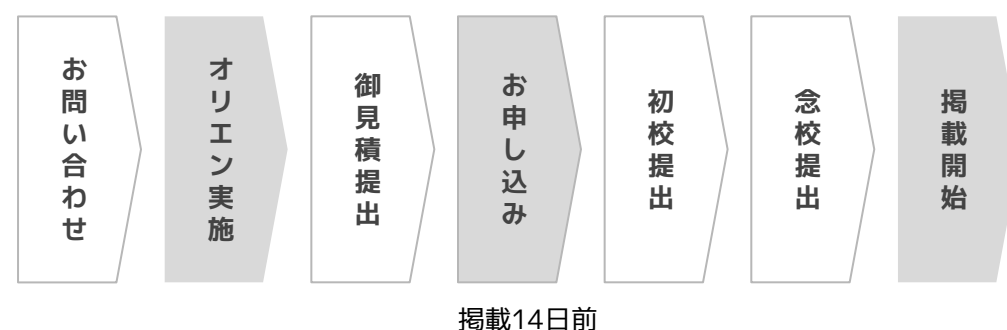 お問い合わせ
オリエン実施
御見積提出
お申し込み
初校提出
念校提出
掲載開始
掲載14日前